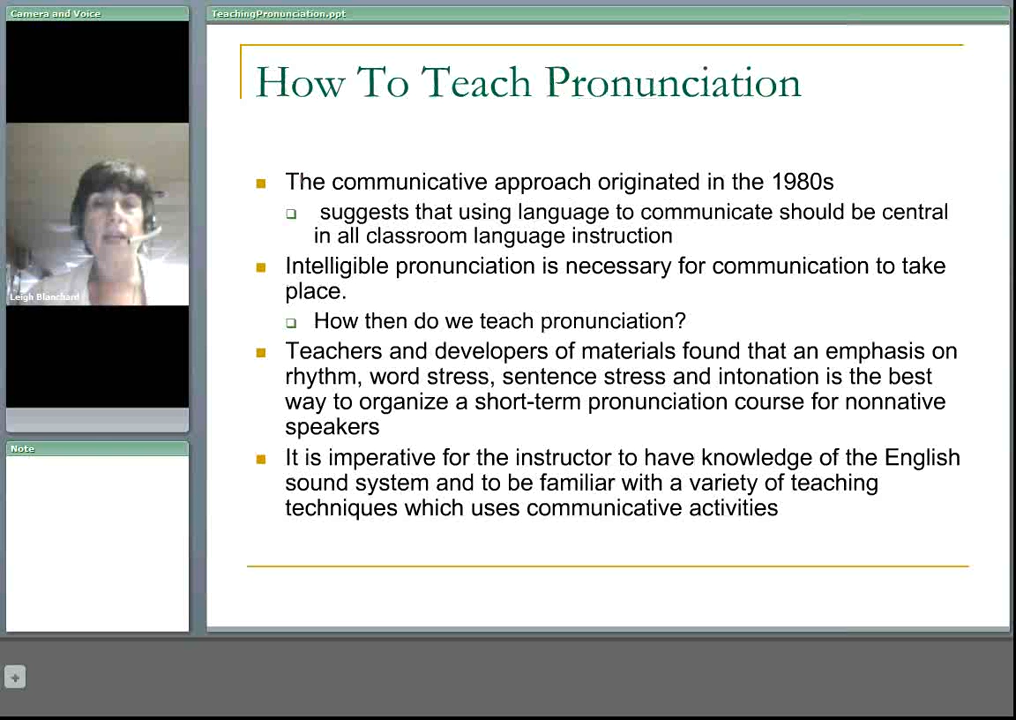 Camera and Voice
Leigh Blanchard
Note
TeachingPronunciation.ppt
How To Teach Pronunciation
The communicative approach originated in the 1980s
suggests that using language to communicate should be central
in all classroom language instruction
Intelligible pronunciation is necessary for communication to take
place.
How then do we teach pronunciation?
Teachers and developers of materials found that an emphasis on
rhythm, word stress, sentence stress and intonation is the best
way to organize a short-term pronunciation course for nonnative
speakers
It is imperative for the instructor to have knowledge of the English
sound system and to be familiar with a variety of teaching
techniques which uses communicative activities